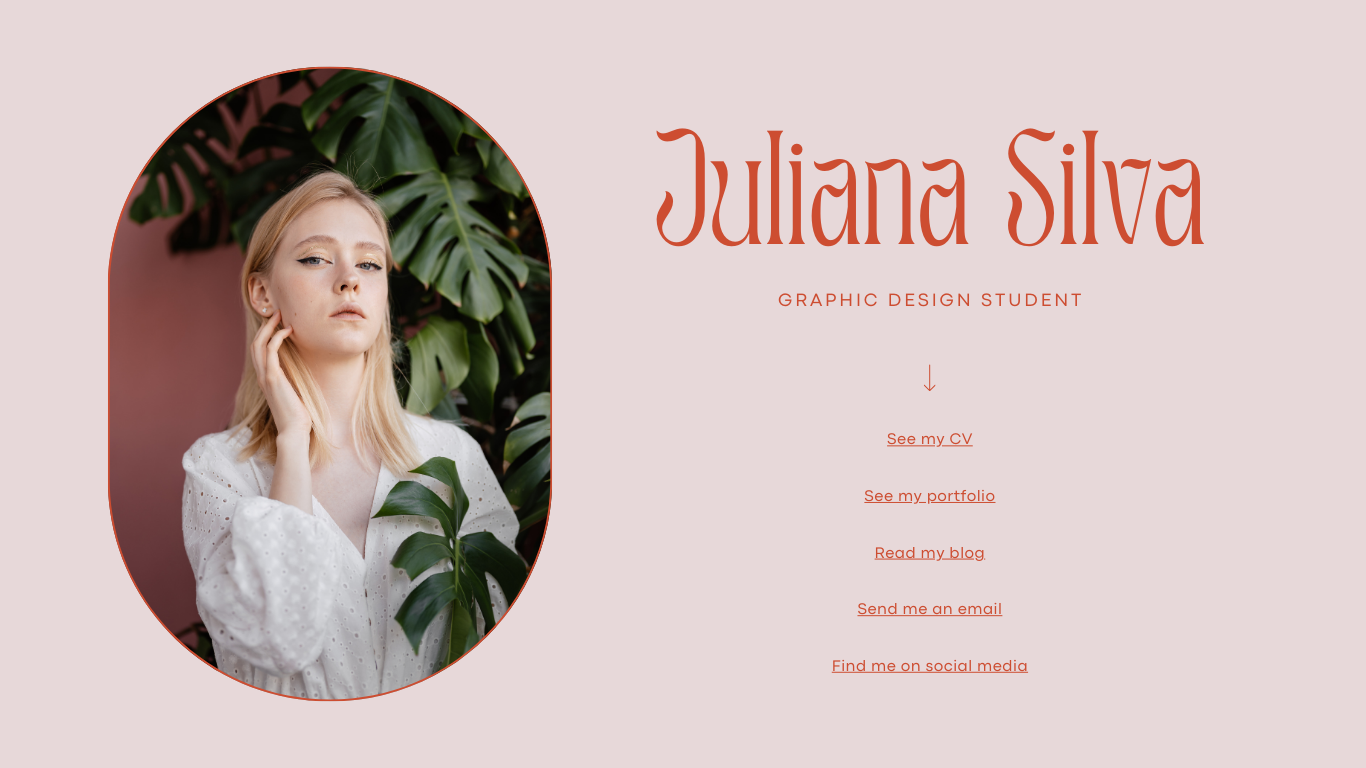 Juliana Silva
GRAPHIC DESIGN STUDENT
See my CV
See my portfolio
Read my blog
Send me an email
Find me on social media